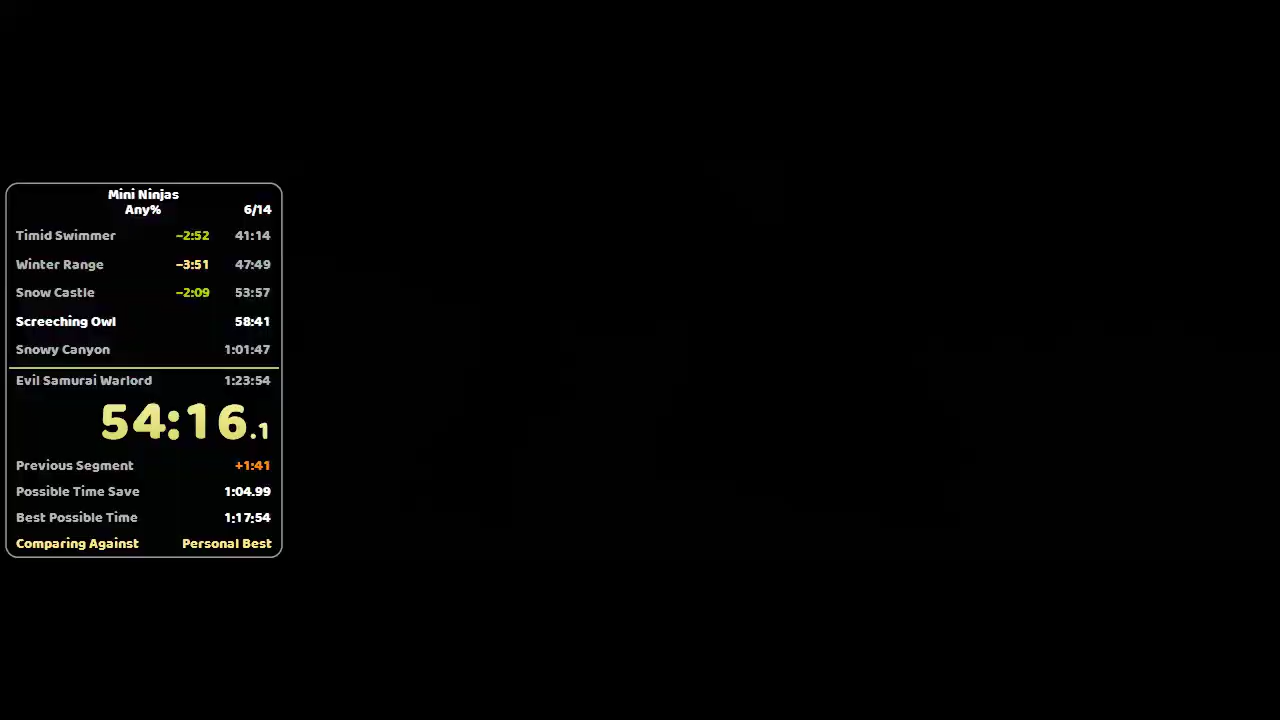 Mini Ninjas
Any% 6/14
Timid Swimmer −2:52 41:14
Winter Range −3:51 47:49
Snow Castle −2:09 53:57
Screeching Owl 58:41
Snowy Canyon 1:01:47
Evil Samurai Warlord 1:23:54
54:16.1
Previous Segment +1:41
Possible Time Save 1:04.99
Best Possible Time 1:17:54
Comparing Against Personal Best